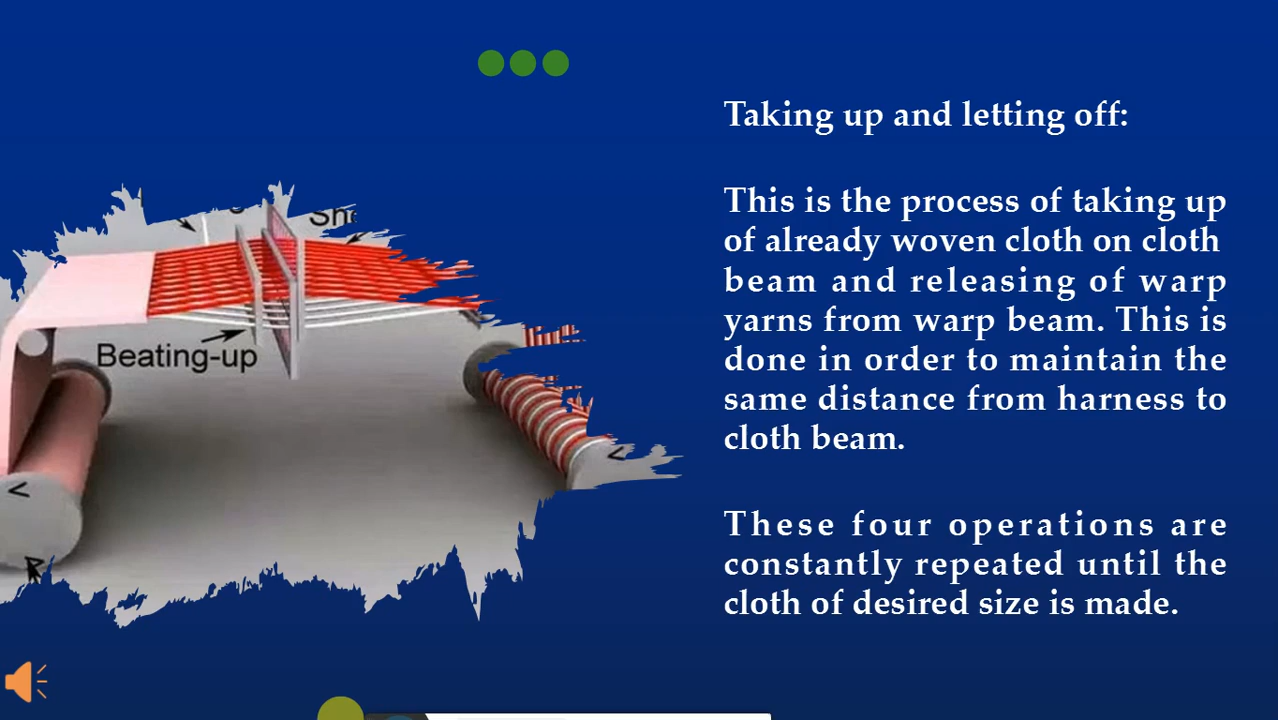 Taking up and letting off:
This is the process of taking up
of already woven cloth on cloth
beam and releasing of warp
yarns from warp beam. This is
done in order to maintain the
same distance from harness to
cloth beam.
These four operations are
constantly repeated until the
cloth of desired size is made.
Beating-up